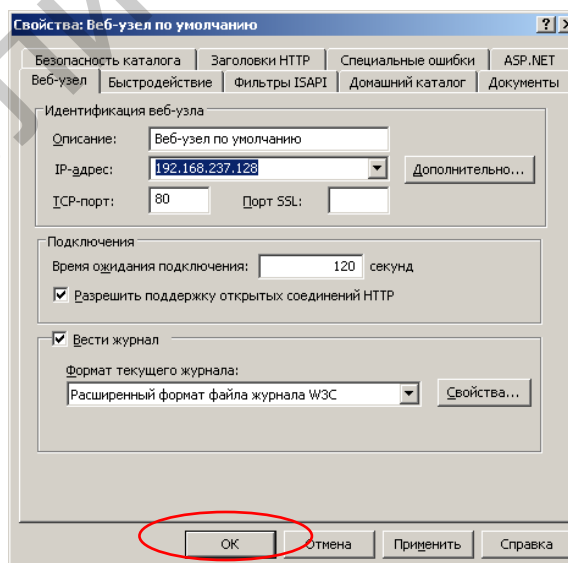 Свойства: Веб-узел по умолчанию
Безопасность каталога Заголовки HTTP Специальные ошибки ASP.NET
Веб-узел Быстродействие Фильтры ISAPI Домашний каталог Документы
Идентификация веб-узла
Описание: Веб-узел по умолчанию
IP-адрес: 192.168.237.128 Дополнительно...
TCP-порт: 80 Порт SSL:
Подключения
Время ожидания подключения: 120 секунд
Разрешить поддержку открытых соединений HTTP
Вести журнал
Формат текущего журнала:
Расширенный формат файла журнала W3C Свойства...
OK Отмена Применить Справка